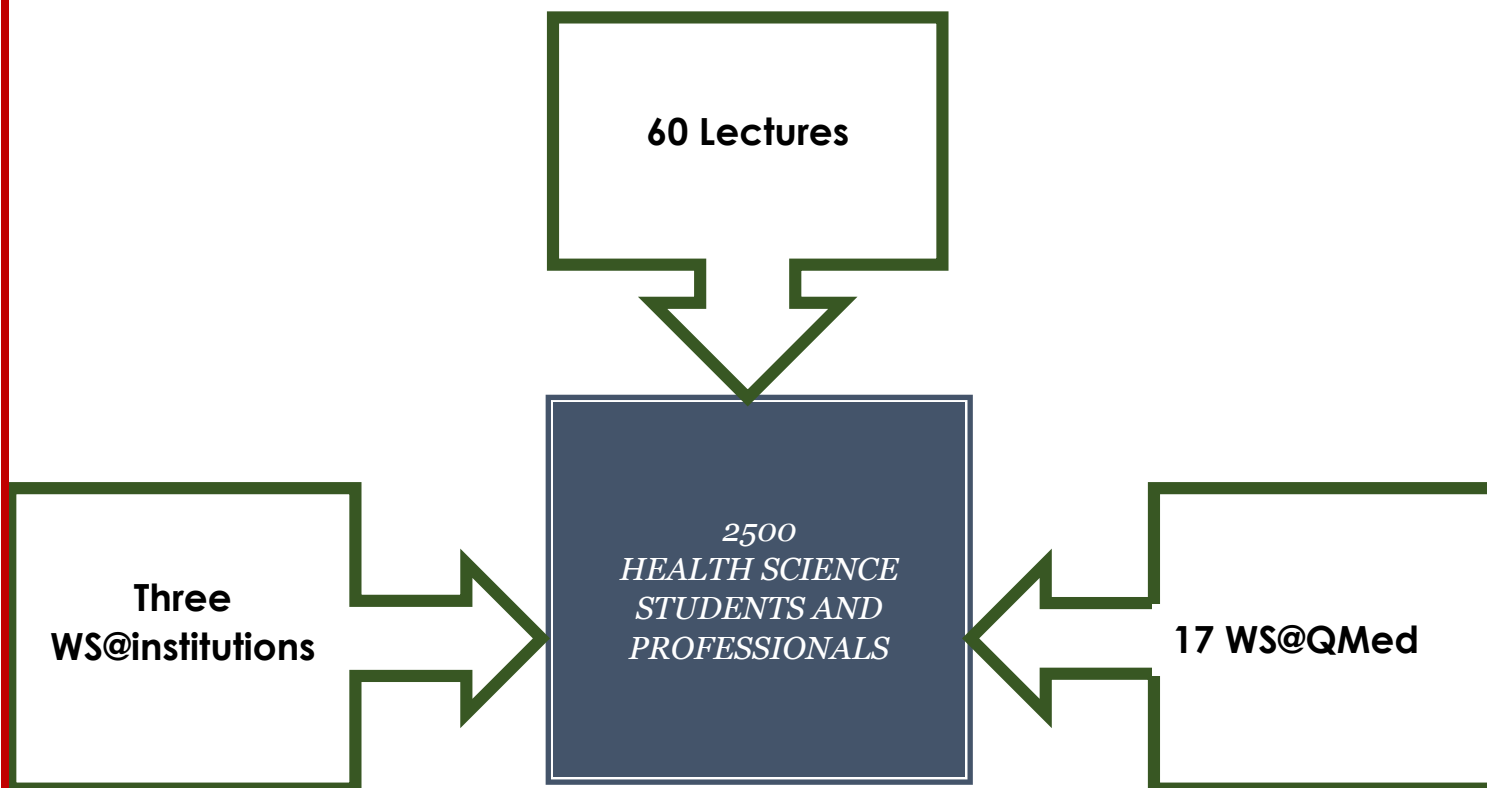 60 Lectures
Three
WS@institutions
2500
HEALTH SCIENCE
STUDENTS AND
PROFESSIONALS
17 WS@QMed